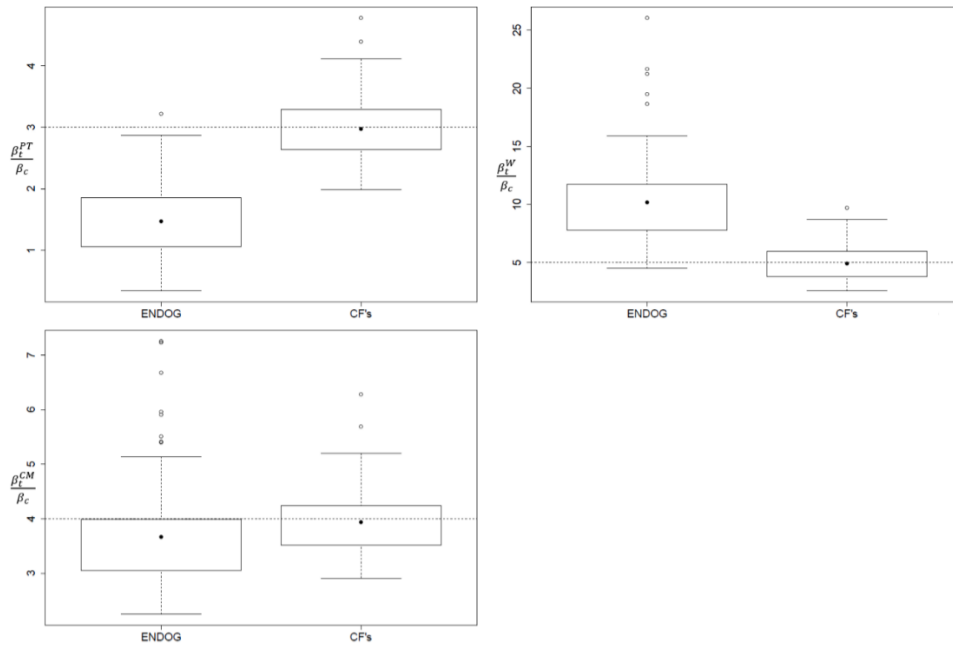 4
3
2
1
β_t^{PT}
β_c
ENDOG
CF's
25
20
15
10
5
β_t^W
β_c
ENDOG
CF's
7
6
5
4
3
β_t^{CM}
β_c
ENDOG
CF's